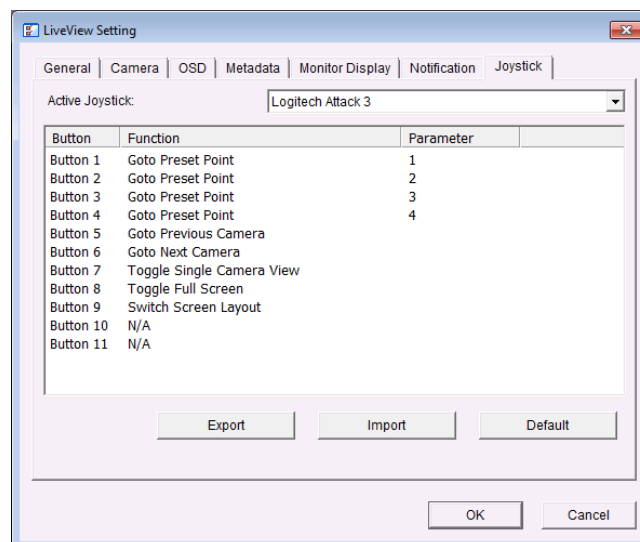 LiveView Setting
General Camera OSD Metadata Monitor Display Notification Joystick
Active Joystick: Logitech Attack 3
Button Function Parameter
Button 1 Goto Preset Point 1
Button 2 Goto Preset Point 2
Button 3 Goto Preset Point 3
Button 4 Goto Preset Point 4
Button 5 Goto Previous Camera
Button 6 Goto Next Camera
Button 7 Toggle Single Camera View
Button 8 Toggle Full Screen
Button 9 Switch Screen Layout
Button 10 N/A
Button 11 N/A
Export Import Default
OK Cancel